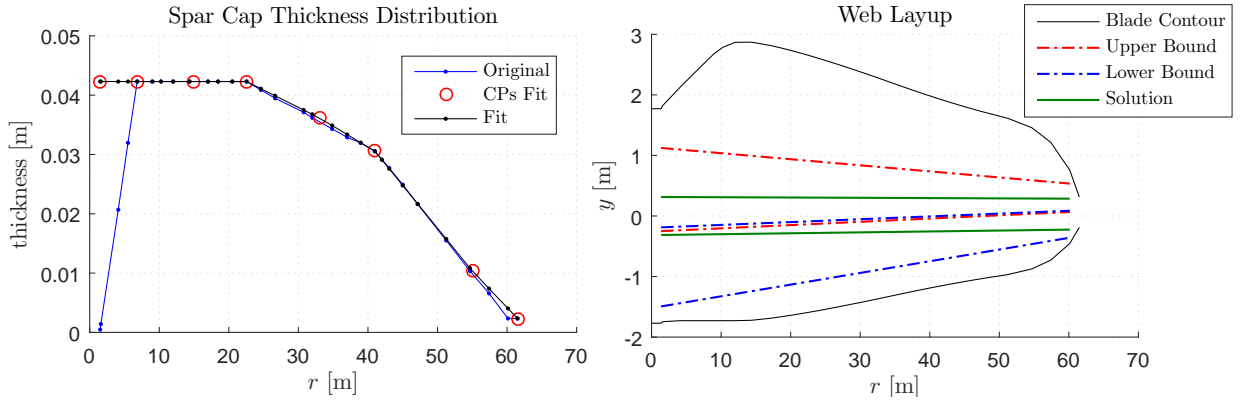 Spar Cap Thickness Distribution
0.05
0.04
0.03
0.02
0.01
0
thickness [m]
Original
CPs Fit
Fit
0 10 20 30 40 50 60 70
r [m]
Web Layup
3
2
1
0
-1
-2
y [m]
Blade Contour
Upper Bound
Lower Bound
Solution
0 10 20 30 40 50 60 70
r [m]